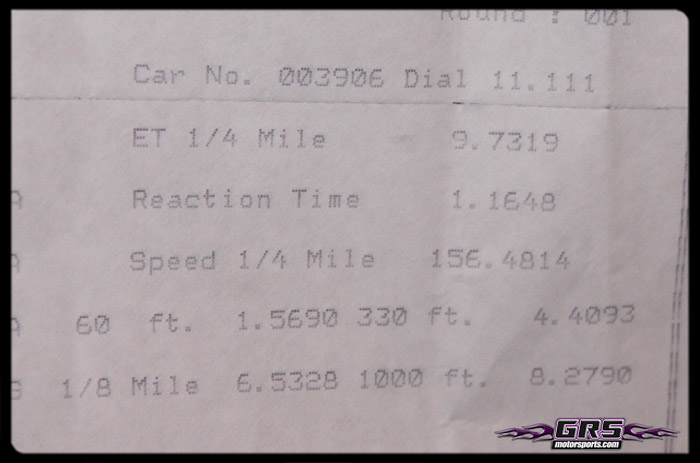 Round : 001
Car No. 003906 Dial 11.111
ET 1/4 Mile 9.7319
A Reaction Time 1.1648
A Speed 1/4 Mile 156.4814
A 60 ft. 1.5690 330 ft. 4.4093
1/8 Mile 6.5328 1000 ft. 8.2790
GRS
motorsports.com